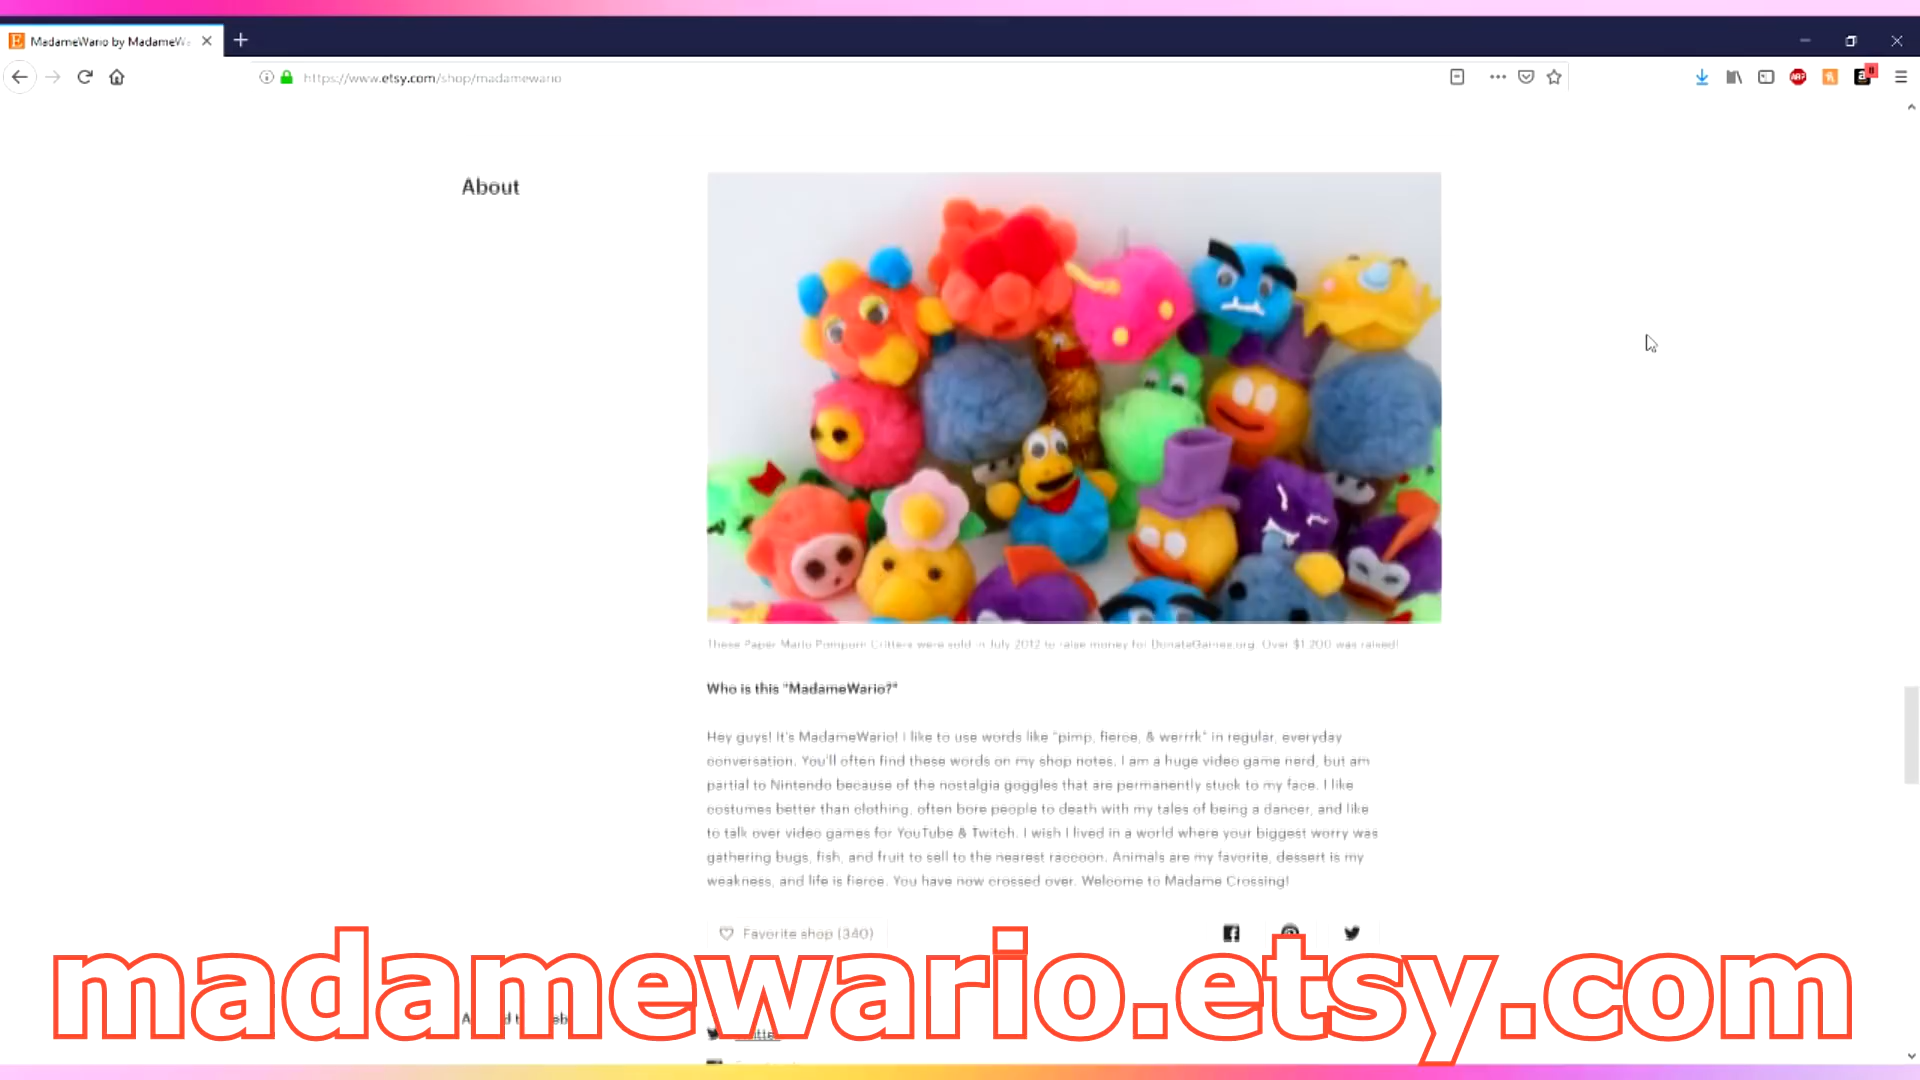 MadameWario by MadameW
https://www.etsy.com/shop/madamewario
About
These Paper Mario Pompom Critters were sold in July 2012 to raise money for DonateGames.org. Over $1,200 was raised!
Who is this "MadameWario?"
Hey guys! It's MadameWario! I like to use words like "pimp, fierce, & werrrk" in regular, everyday
conversation. You'll often find these words on my shop notes. I am a huge video game nerd, but am
partial to Nintendo because of the nostalgia goggles that are permanently stuck to my face. I like
costumes better than clothing, often bore people to death with my tales of being a dancer, and like
to talk over video games for YouTube & Twitch. I wish I lived in a world where your biggest worry was
gathering bugs, fish, and fruit to sell to the nearest raccoon. Animals are my favorite, dessert is my
weakness, and life is fierce. You have now crossed over. Welcome to Madame Crossing!
Favorite shop (340)
madamewario.etsy.com